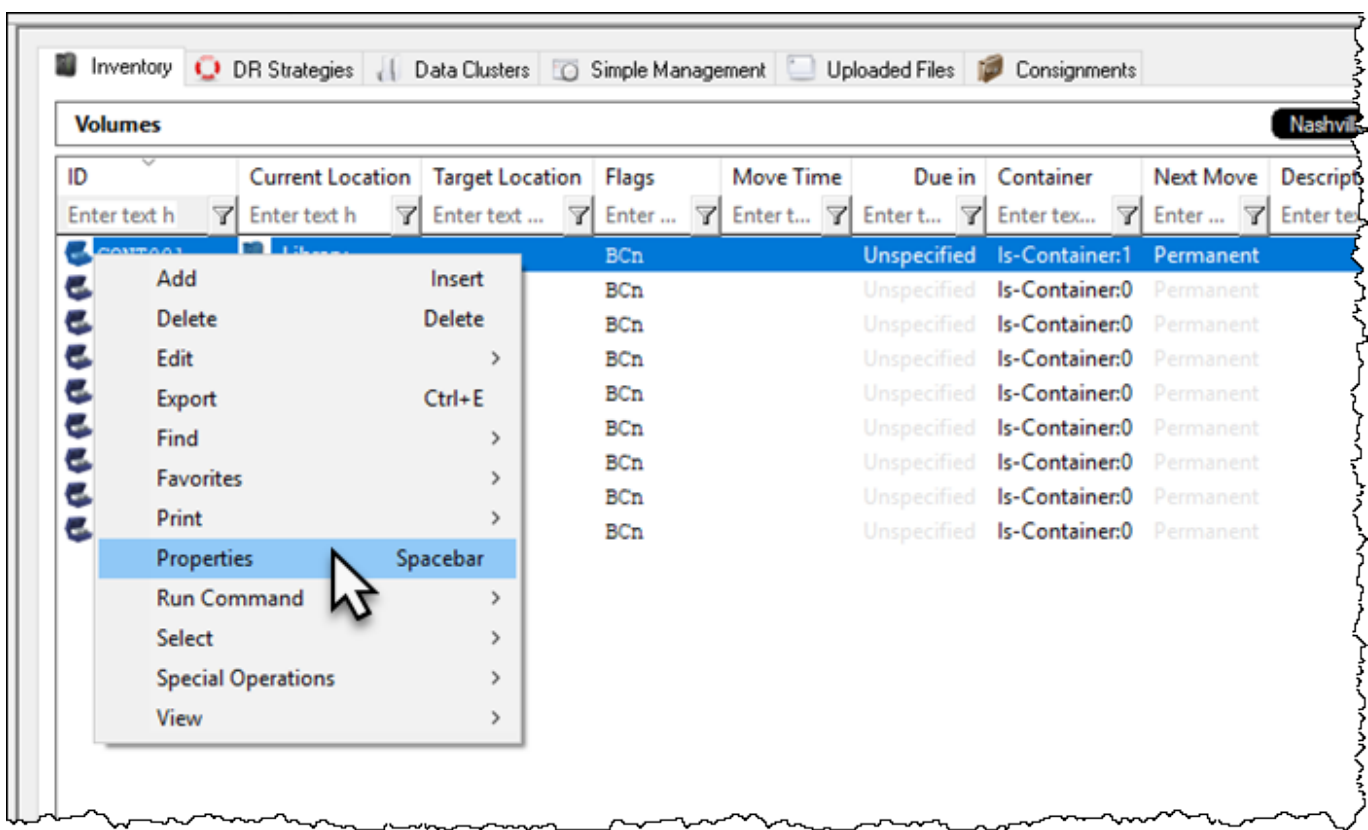 Inventory DR Strategies Data Clusters Simple Management Uploaded Files Consignments
Volumes
ID Current Location Target Location Flags Move Time Due in Container Next Move
Enter text h Enter text h Enter text ... Enter ... Enter t... Enter t... Enter tex... Enter ...
BCn Unspecified Is-Container:1 Permanent
Add Insert
BCn Unspecified Is-Container:0 Permanent
Delete Delete
BCn Unspecified Is-Container:0 Permanent
Edit
BCn Unspecified Is-Container:0 Permanent
Export Ctrl+E
BCn Unspecified Is-Container:0 Permanent
Find
BCn Unspecified Is-Container:0 Permanent
Favorites
BCn Unspecified Is-Container:0 Permanent
Print
BCn Unspecified Is-Container:0 Permanent
BCn Unspecified Is-Container:0 Permanent
Properties Spacebar
Run Command
Select
Special Operations
View